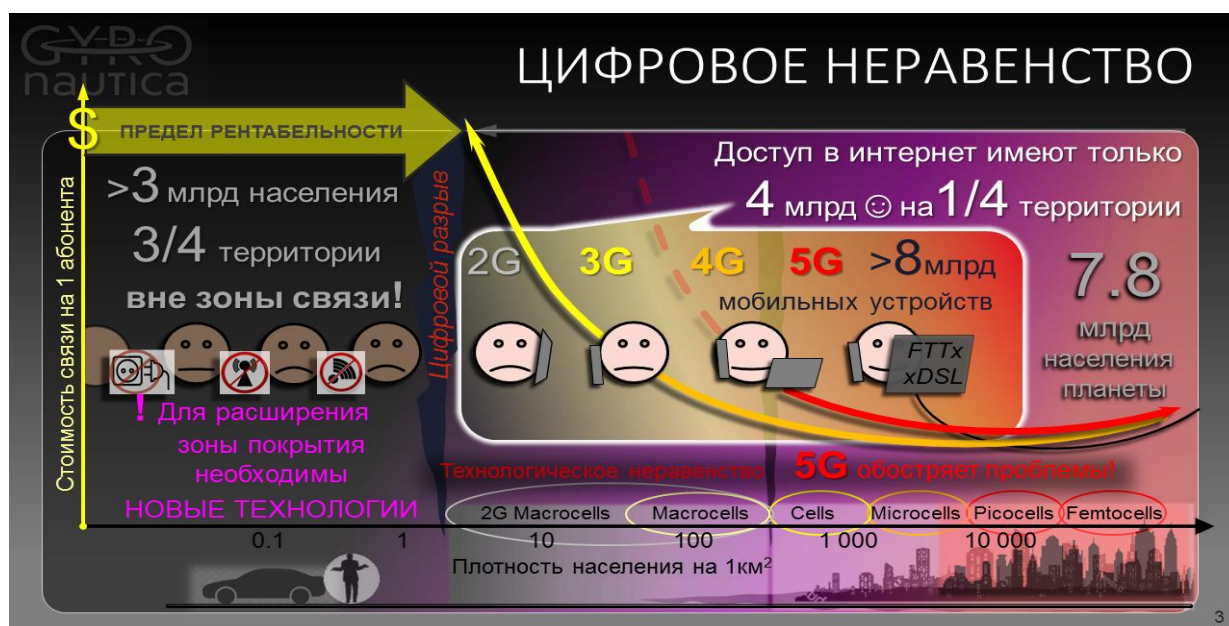 GYRO
nautica
ЦИФРОВОЕ НЕРАВЕНСТВО
$
ПРЕДЕЛ РЕНТАБЕЛЬНОСТИ
Стоимость связи на 1 абонента
>3 млрд населения
3/4 территории
вне зоны связи!
! Для расширения
зоны покрытия
необходимы
НОВЫЕ ТЕХНОЛОГИИ
Цифровой разрыв
Доступ в интернет имеют только
4 млрд ☺ на 1/4 территории
2G 3G 4G 5G >8 млрд
мобильных устройств
FTTx
xDSL
7.8
млрд
населения
планеты
Технологическое неравенство 5G обостряет проблемы!
2G Macrocells Macrocells Cells Microcells Picocells Femtocells
0.1 1 10 100 1 000 10 000
Плотность населения на 1км²
3